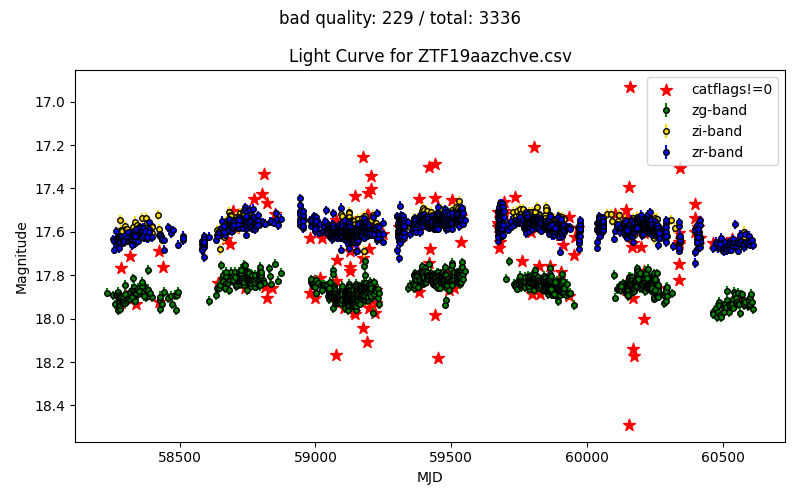 bad quality: 229 / total: 3336
Light Curve for ZTF19aazchve.csv
catflags!=0
zg-band
zi-band
zr-band
17.0
17.2
17.4
17.6
17.8
18.0
18.2
18.4
Magnitude
58500
59000
59500
60000
60500
MJD